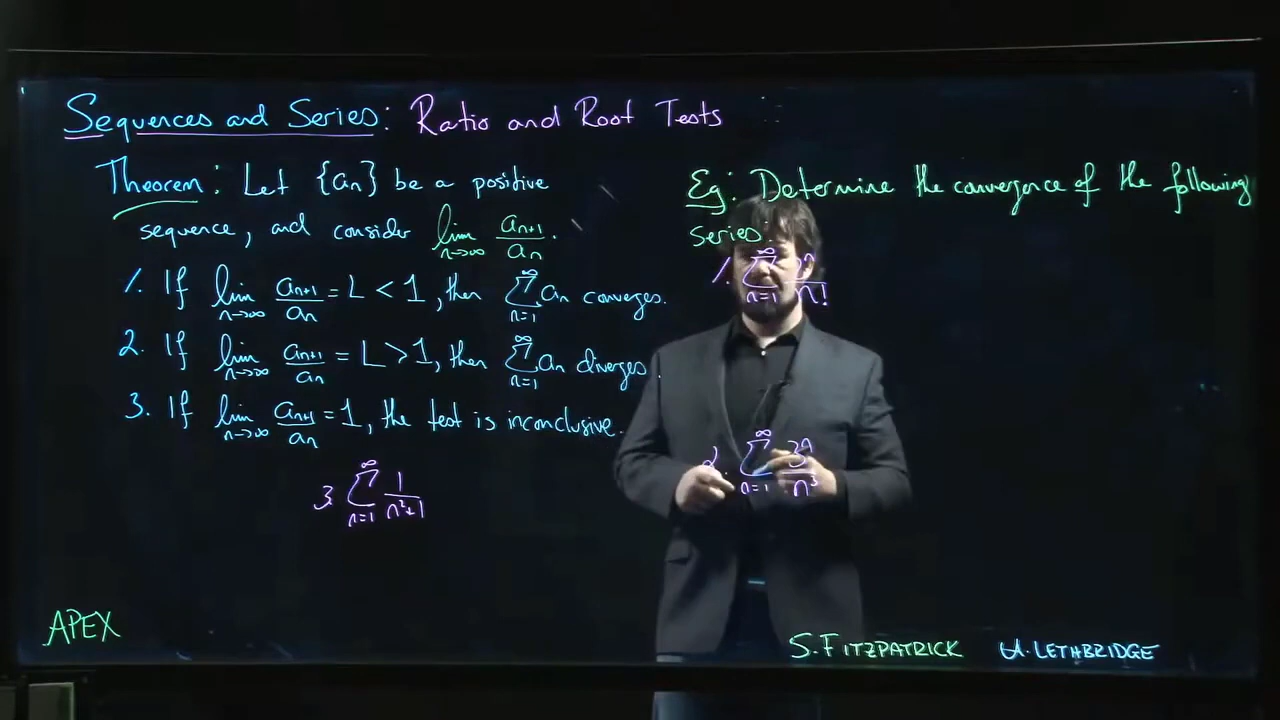 Sequences and Series: Ratio and Root Tests
Theorem: Let {aₙ} be a positive
sequence, and consider lim n→∞ aₙ₊₁/aₙ.
1. If lim n→∞ aₙ₊₁/aₙ = L < 1, then ∑ n=1 ∞ aₙ converges.
2. If lim n→∞ aₙ₊₁/aₙ = L > 1, then ∑ n=1 ∞ aₙ diverges.
3. If lim n→∞ aₙ₊₁/aₙ = 1, the test is inconclusive.
Eg: Determine the convergence of the following
series:
1. ∑ n=1 ∞ /n!
2. ∑ n=1 ∞ 3ⁿ/n³
3. ∑ n=1 ∞ 1/(n²+1)
APEX
S. FITZPATRICK U. LETHBRIDGE